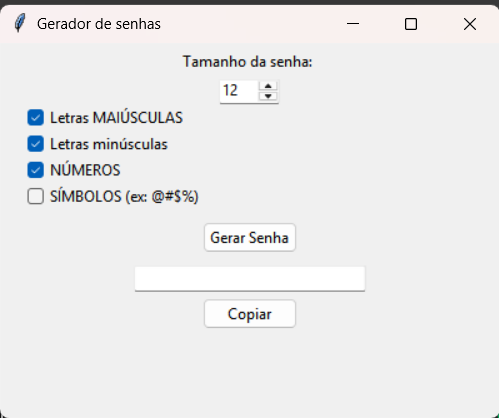 Gerador de senhas
Tamanho da senha:
12
Letras MAIÚSCULAS
Letras minúsculas
NÚMEROS
SÍMBOLOS (ex: @#$%)
Gerar Senha
Copiar